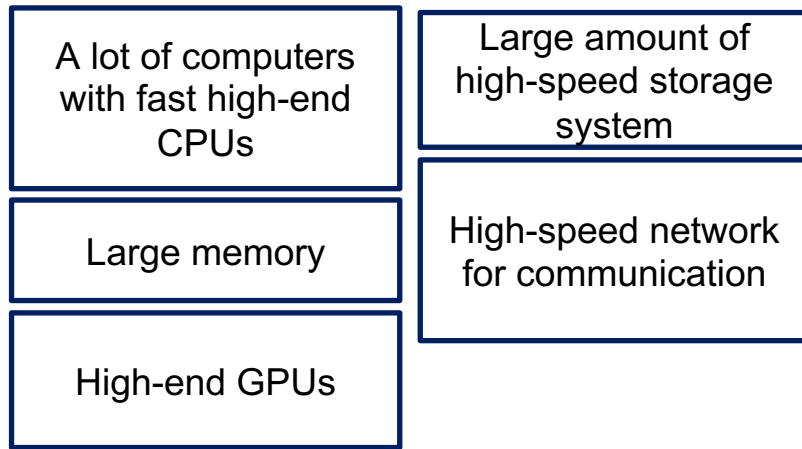 A lot of computers
with fast high-end
CPUs
Large memory
High-end GPUs
Large amount of
high-speed storage
system
High-speed network
for communication